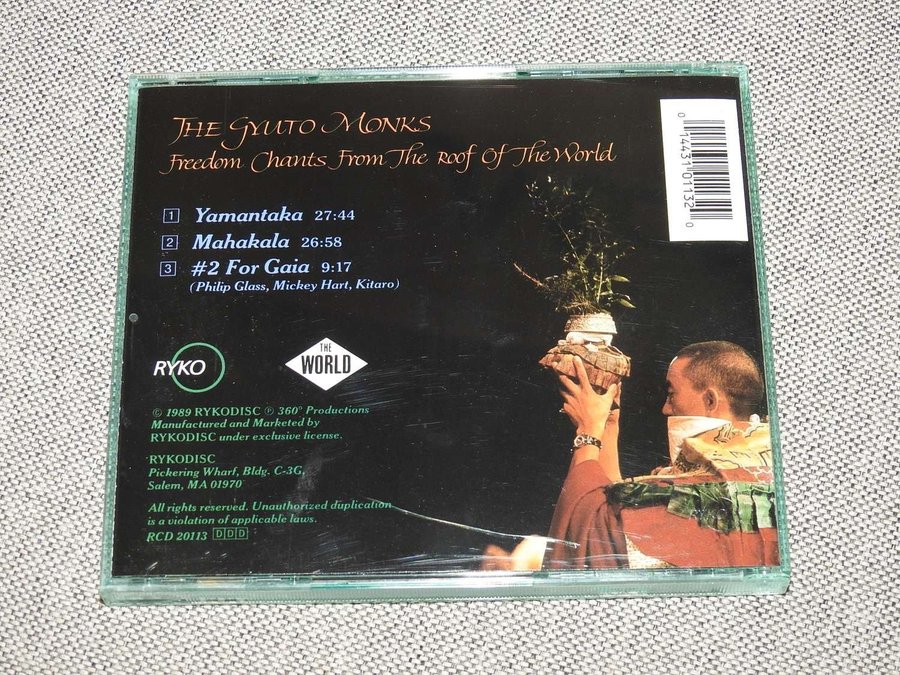 THE GYUTO MONKS
Freedom Chants From The Roof Of The World
1 Yamantaka 27:44
2 Mahakala 26:58
3 #2 For Gaia 9:17
(Philip Glass, Mickey Hart, Kitaro)
RYKO
THE
WORLD
© 1989 RYKODISC ℗ 360° Productions
Manufactured and Marketed by
RYKODISC under exclusive license.
RYKODISC
Pickering Wharf, Bldg. C-3G,
Salem, MA 01970
All rights reserved. Unauthorized duplication
is a violation of applicable laws.
RCD 20113 DDD
0 14431-01132 0